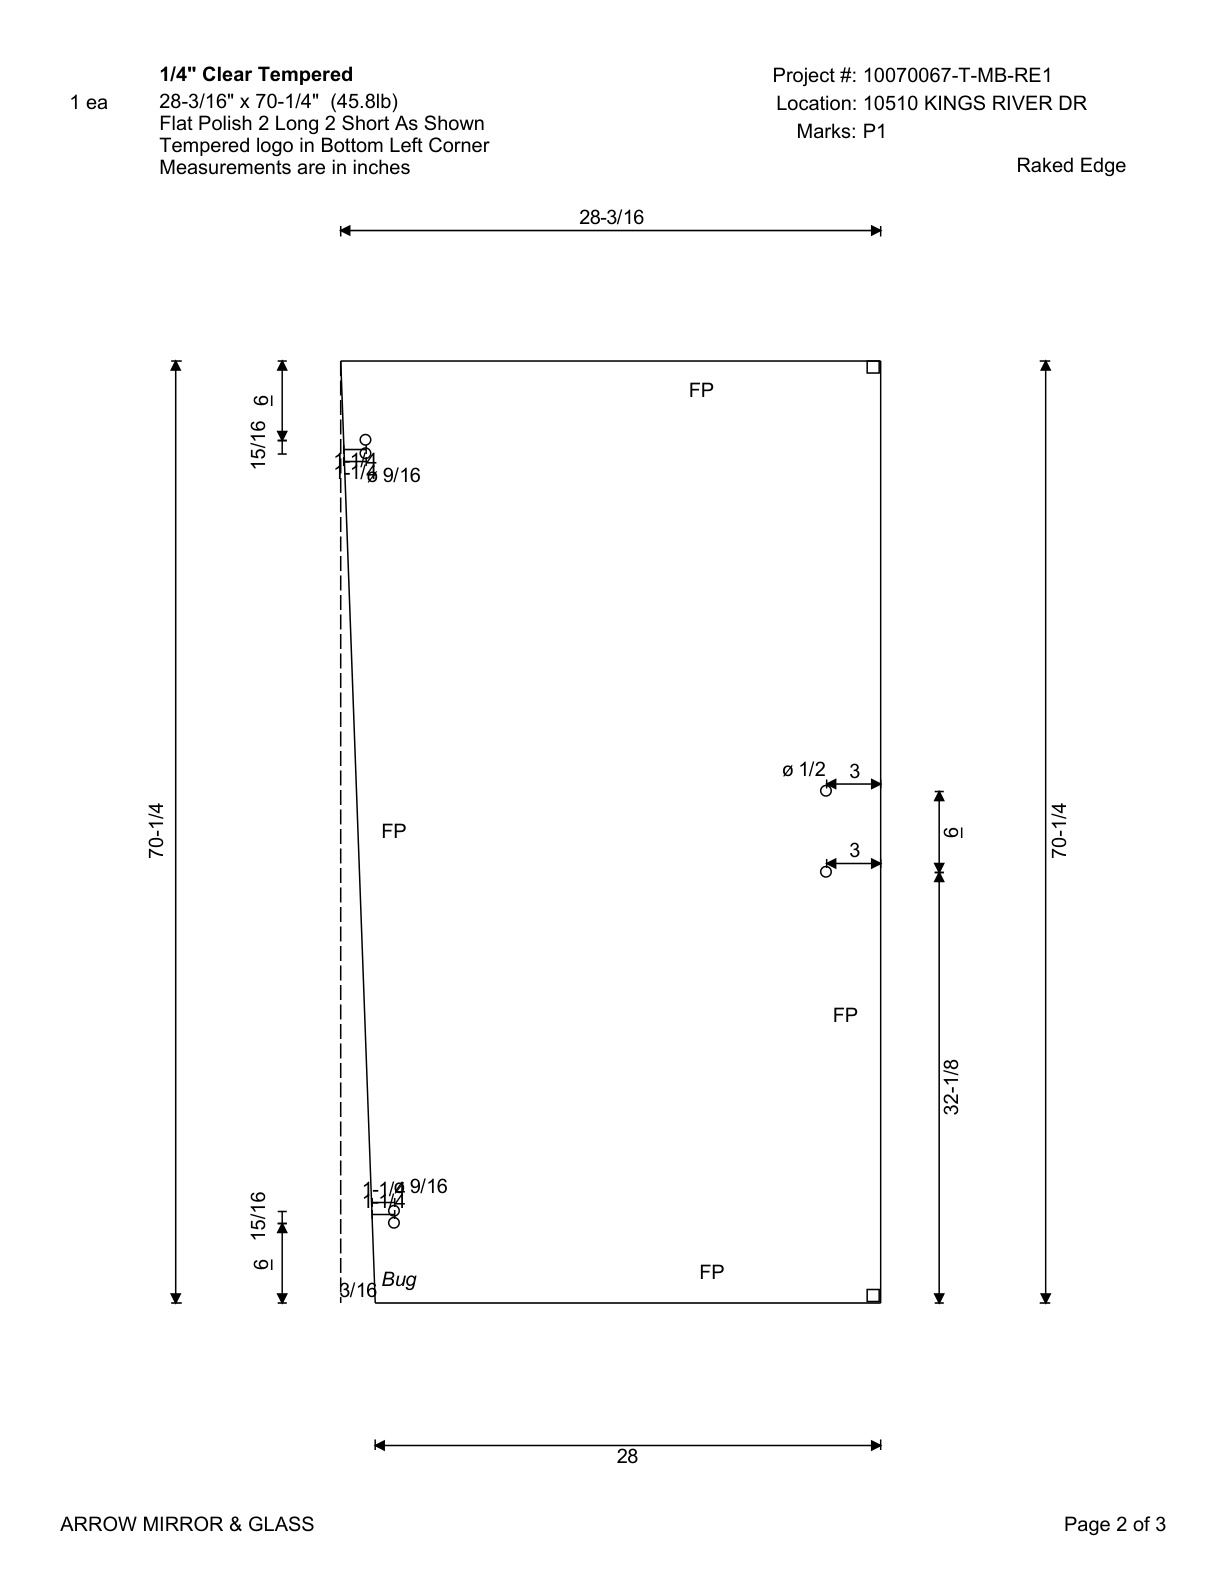 1/4" Clear Tempered
1 ea
28-3/16" x 70-1/4" (45.8lb)
Flat Polish 2 Long 2 Short As Shown
Tempered logo in Bottom Left Corner
Measurements are in inches
Project #: 10070067-T-MB-RE1
Location: 10510 KINGS RIVER DR
Marks: P1
Raked Edge
28-3/16
FP
6
15/16
1-1/4
1-1/4
ø 9/16
ø 1/2
3
3
6
70-1/4
FP
70-1/4
FP
32-1/8
1-1/4
1-1/4
ø 9/16
15/16
6
3/16
Bug
FP
28
ARROW MIRROR & GLASS
Page 2 of 3